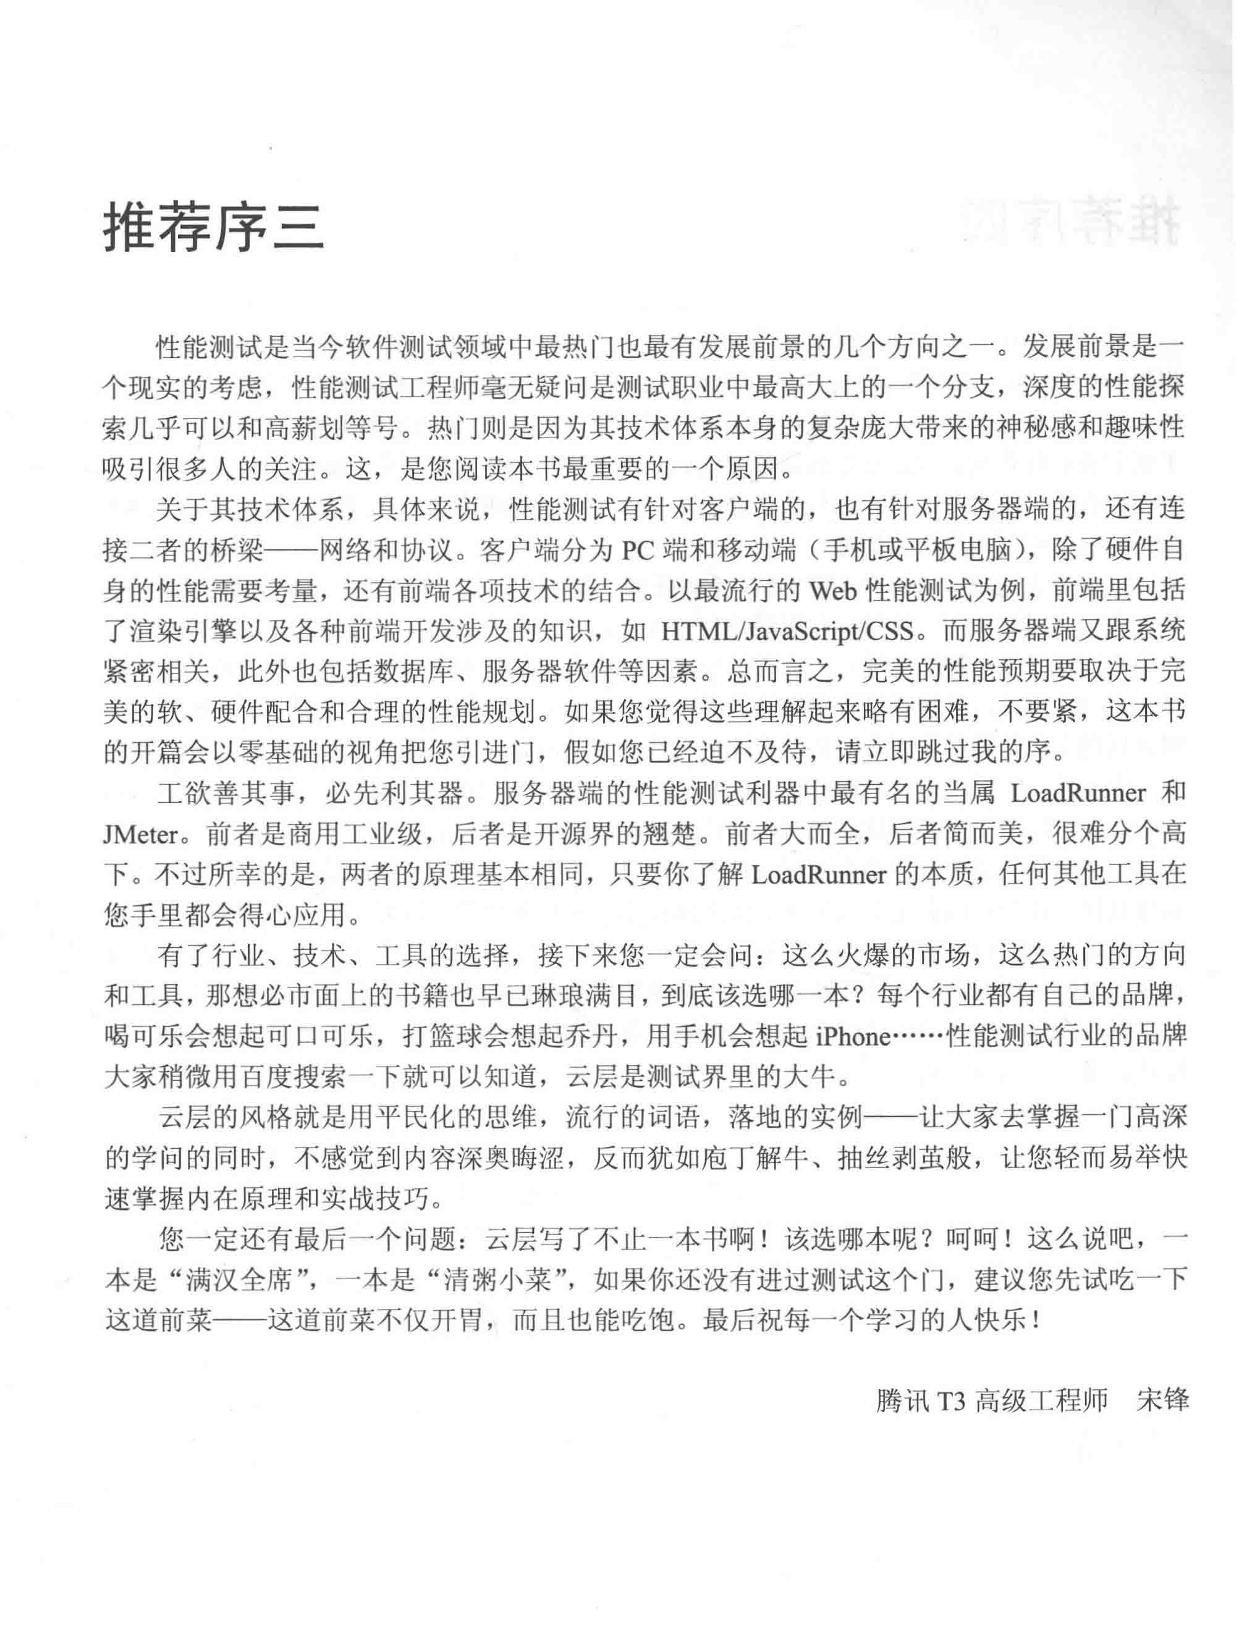 推荐序三
性能测试是当今软件测试领域中最热门也最有发展前景的几个方向之一。发展前景是一
个现实的考虑，性能测试工程师毫无疑问是测试职业中最高大上的一个分支，深度的性能探
索几乎可以和高薪划等号。热门则是因为其技术体系本身的复杂庞大带来的神秘感和趣味性
吸引很多人的关注。这，是您阅读本书最重要的一个原因。
关于其技术体系，具体来说，性能测试有针对客户端的，也有针对服务器端的，还有连
接二者的桥梁——网络和协议。客户端分为 PC 端和移动端（手机或平板电脑），除了硬件自
身的性能需要考量，还有前端各项技术的结合。以最流行的 Web 性能测试为例，前端里包括
了渲染引擎以及各种前端开发涉及的知识，如 HTML/JavaScript/CSS。而服务器端又跟系统
紧密相关，此外也包括数据库、服务器软件等因素。总而言之，完美的性能预期要取决于完
美的软、硬件配合和合理的性能规划。如果您觉得这些理解起来略有困难，不要紧，这本书
的开篇会以零基础的视角把您引进门，假如您已经迫不及待，请立即跳过我的序。
工欲善其事，必先利其器。服务器端的性能测试利器中最有名的当属 LoadRunner 和
JMeter。前者是商用工业级，后者是开源界的翘楚。前者大而全，后者简而美，很难分个高
下。不过所幸的是，两者的原理基本相同，只要你了解 LoadRunner 的本质，任何其他工具在
您手里都会得心应用。
有了行业、技术、工具的选择，接下来您一定会问：这么火爆的市场，这么热门的方向
和工具，那想必市面上的书籍也早已琳琅满目，到底该选哪一本？每个行业都有自己的品牌，
喝可乐会想起可口可乐，打篮球会想起乔丹，用手机会想起 iPhone……性能测试行业的品牌
大家稍微用百度搜索一下就可以知道，云层是测试界里的大牛。
云层的风格就是用平民化的思维，流行的词语，落地的实例——让大家去掌握一门高深
的学问的同时，不感觉到内容深奥晦涩，反而犹如庖丁解牛、抽丝剥茧般，让您轻而易举快
速掌握内在原理和实战技巧。
您一定还有最后一个问题：云层写了不止一本书啊！该选哪本呢？呵呵！这么说吧，一
本是“满汉全席”，一本是“清粥小菜”，如果你还没有进过测试这个门，建议您先试吃一下
这道前菜——这道前菜不仅开胃，而且也能吃饱。最后祝每一个学习的人快乐！
腾讯 T3 高级工程师　宋锋